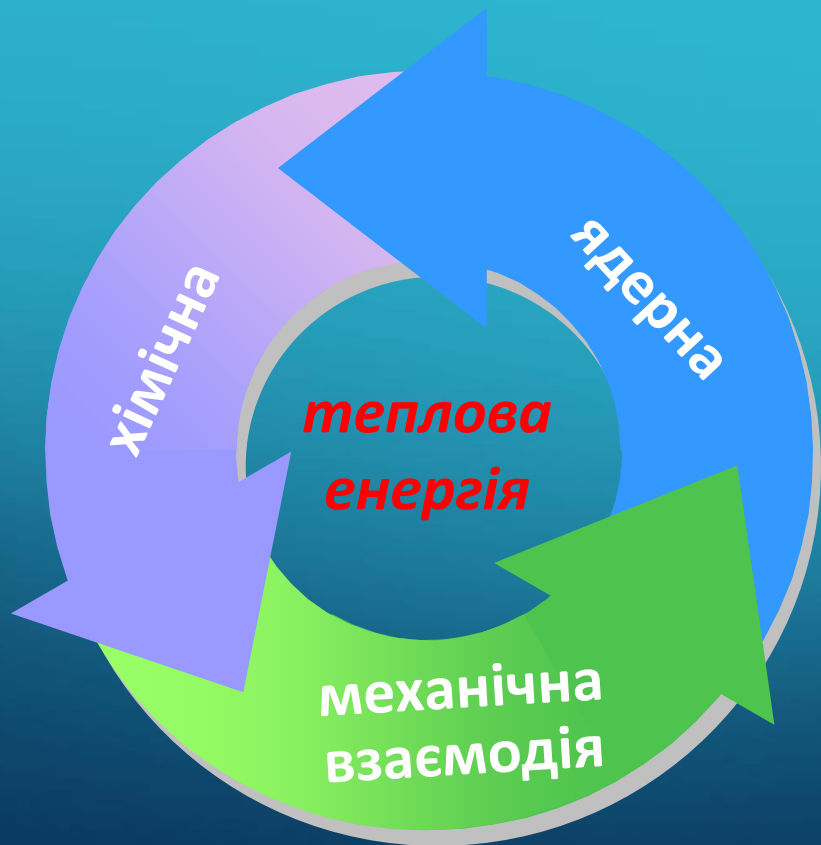 хімічна
ядерна
теплова
енергія
механічна
взаємодія